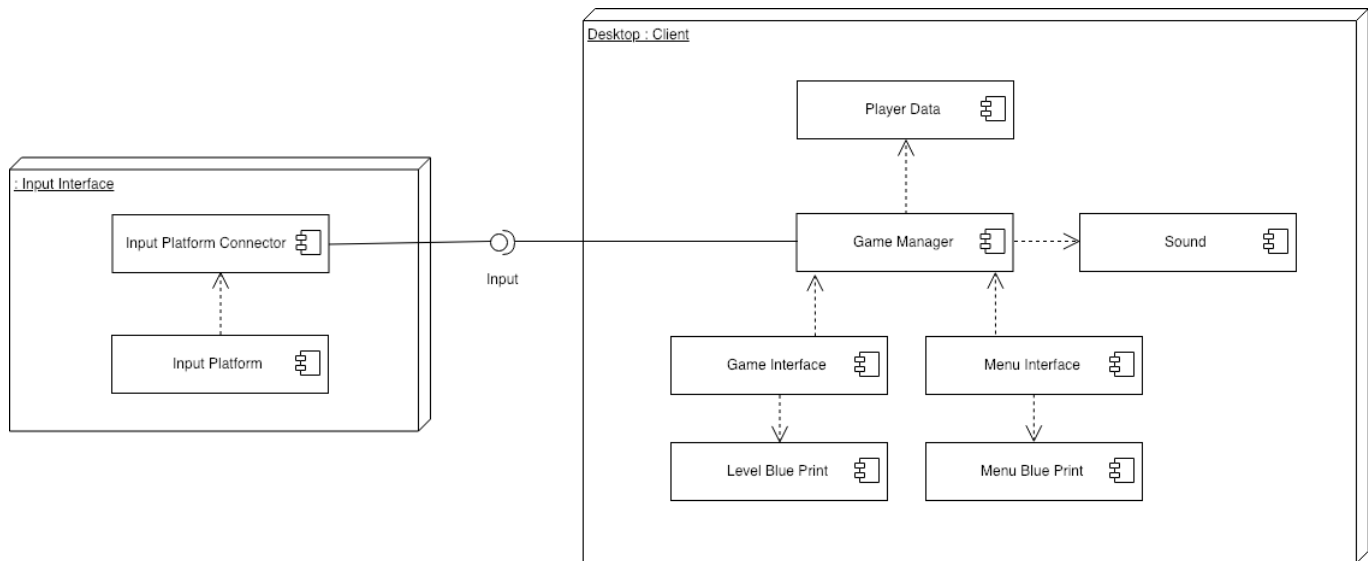 Desktop : Client
Player Data
: Input Interface
Input Platform Connector
Input
Game Manager
Sound
Input Platform
Game Interface
Menu Interface
Level Blue Print
Menu Blue Print